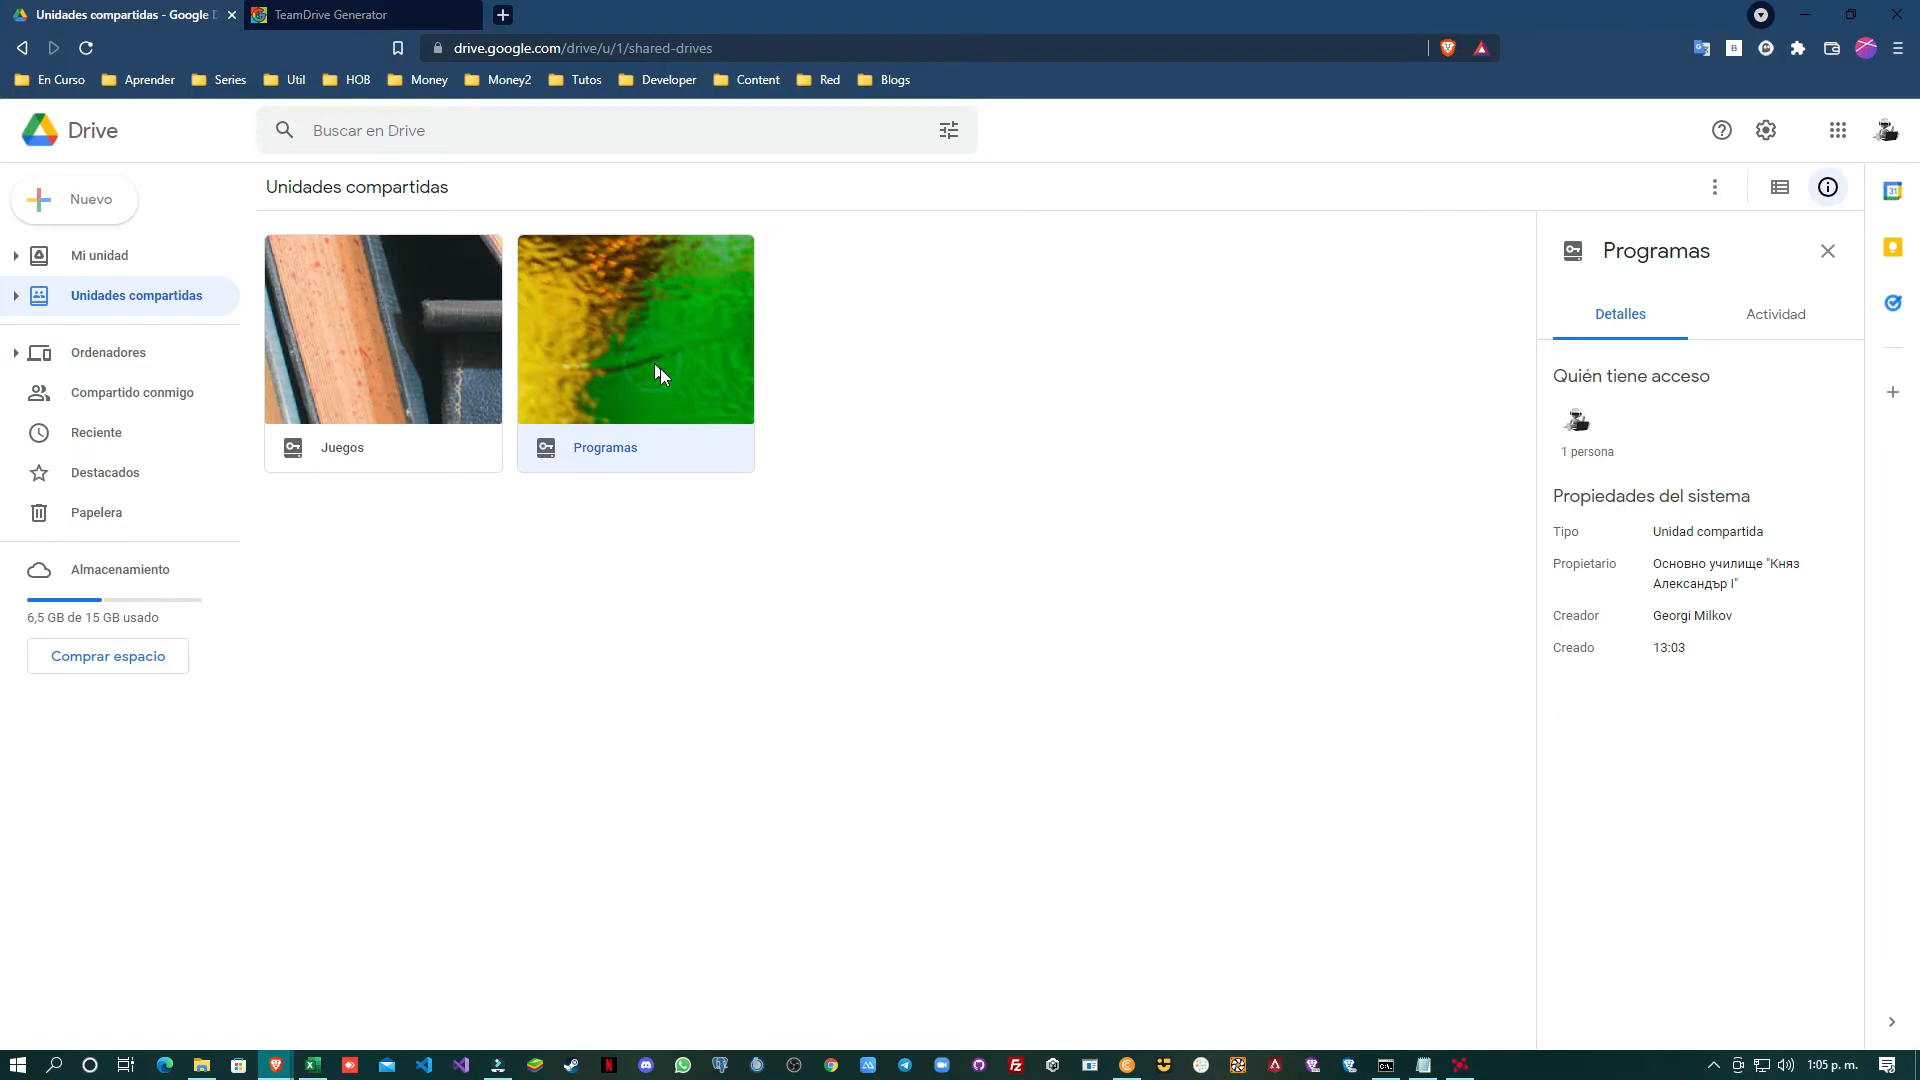 Unidades compartidas - Google D
TeamDrive Generator
drive.google.com/drive/u/1/shared-drives
En Curso
Aprender
Series
Util
HOB
Money
Money2
Tutos
Developer
Content
Red
Blogs
Drive
Buscar en Drive
Nuevo
Unidades compartidas
Mi unidad
Unidades compartidas
Ordenadores
Compartido conmigo
Reciente
Destacados
Papelera
Almacenamiento
6,5 GB de 15 GB usado
Comprar espacio
Juegos
Programas
Programas
Detalles
Actividad
Quién tiene acceso
1 persona
Propiedades del sistema
Tipo
Unidad compartida
Propietario
Основно училище "Княз
Александър I"
Creador
Georgi Milkov
Creado
13:03
31
1:05 p. m.